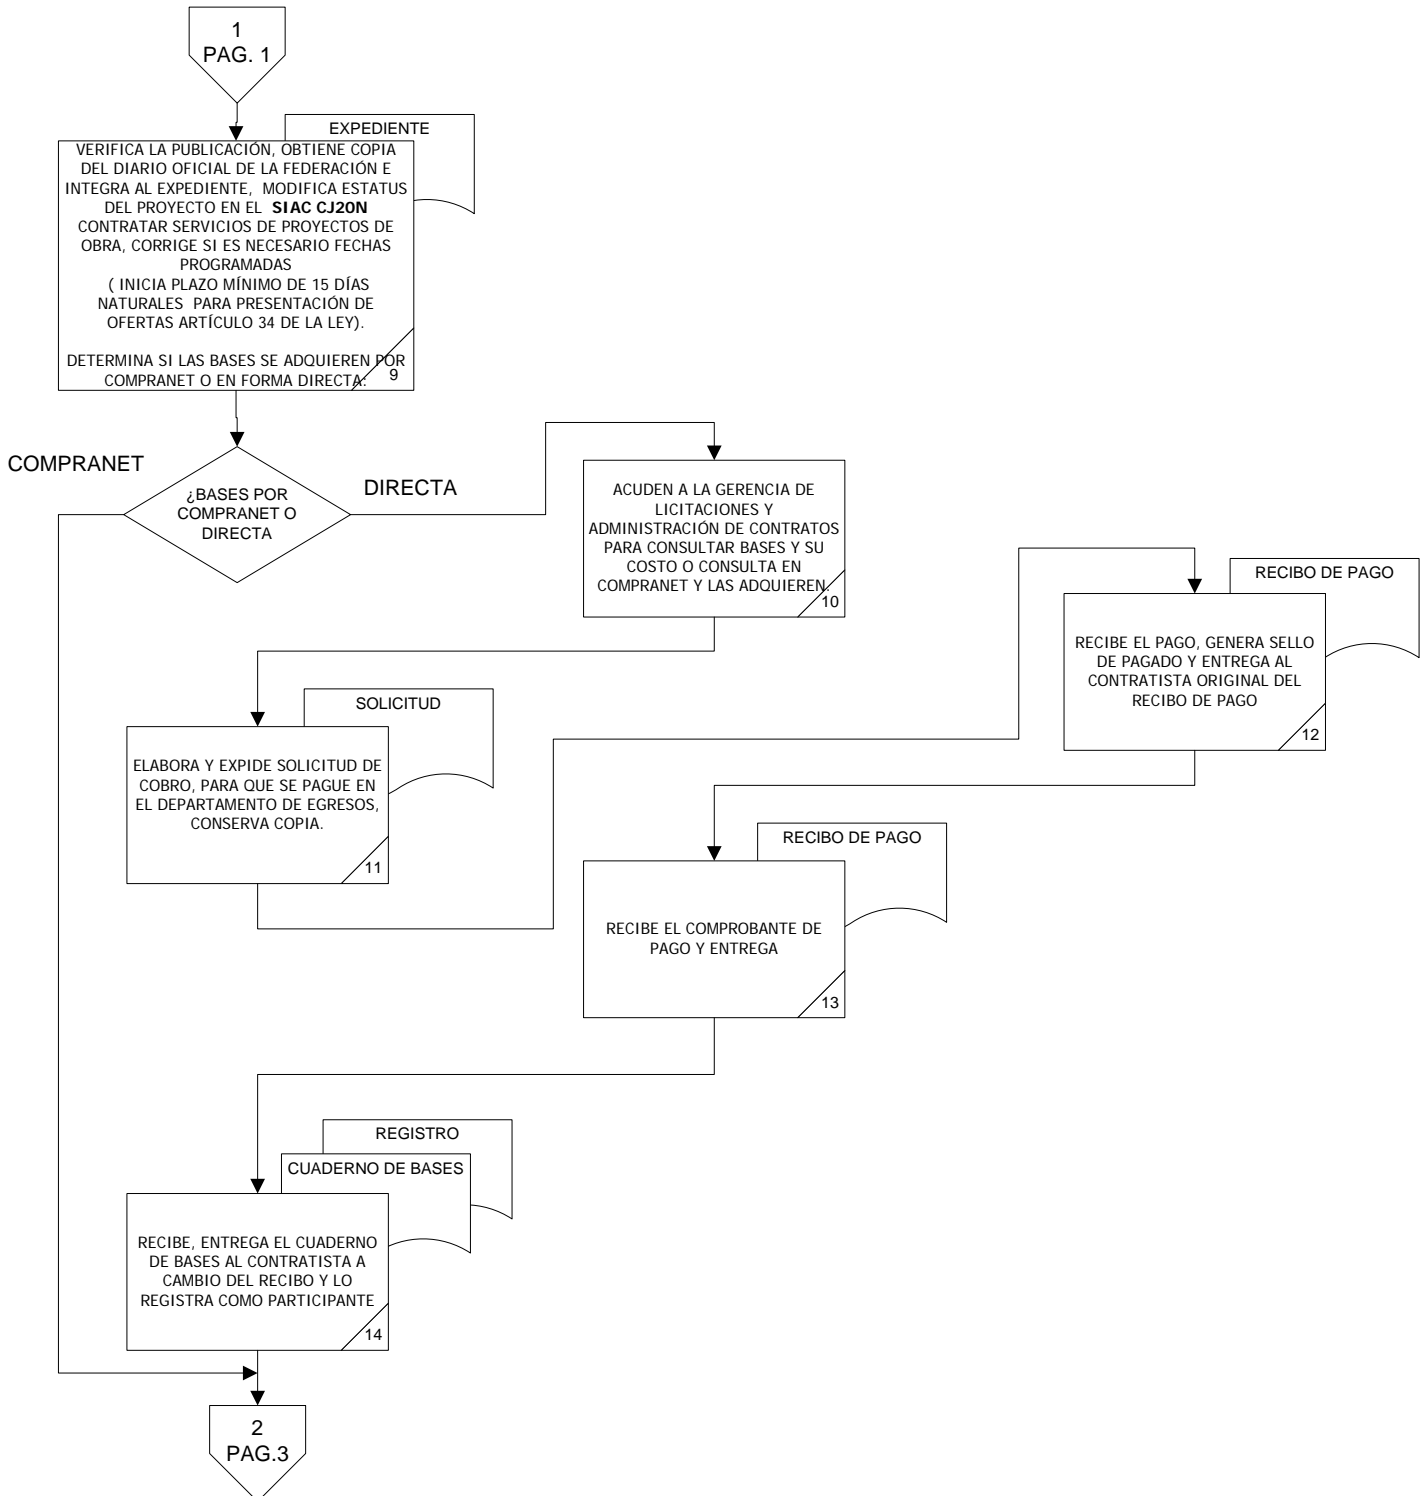 1
PAG. 1
EXPEDIENTE
VERIFICA LA PUBLICACIÓN, OBTIENE COPIA
DEL DIARIO OFICIAL DE LA FEDERACIÓN E
INTEGRA AL EXPEDIENTE, MODIFICA ESTATUS
DEL PROYECTO EN EL SIAC CJ20N
CONTRATAR SERVICIOS DE PROYECTOS DE
OBRA, CORRIGE SI ES NECESARIO FECHAS
PROGRAMADAS
( INICIA PLAZO MÍNIMO DE 15 DÍAS
NATURALES PARA PRESENTACIÓN DE
OFERTAS ARTÍCULO 34 DE LA LEY).
DETERMINA SI LAS BASES SE ADQUIEREN POR
COMPRANET O EN FORMA DIRECTA:
9
COMPRANET
¿BASES POR
COMPRANET O
DIRECTA
DIRECTA
ACUDEN A LA GERENCIA DE
LICITACIONES Y
ADMINISTRACIÓN DE CONTRATOS
PARA CONSULTAR BASES Y SU
COSTO O CONSULTA EN
COMPRANET Y LAS ADQUIEREN.
10
RECIBO DE PAGO
RECIBE EL PAGO, GENERA SELLO
DE PAGADO Y ENTREGA AL
CONTRATISTA ORIGINAL DEL
RECIBO DE PAGO
12
SOLICITUD
ELABORA Y EXPIDE SOLICITUD DE
COBRO, PARA QUE SE PAGUE EN
EL DEPARTAMENTO DE EGRESOS,
CONSERVA COPIA.
11
RECIBO DE PAGO
RECIBE EL COMPROBANTE DE
PAGO Y ENTREGA
13
REGISTRO
CUADERNO DE BASES
RECIBE, ENTREGA EL CUADERNO
DE BASES AL CONTRATISTA A
CAMBIO DEL RECIBO Y LO
REGISTRA COMO PARTICIPANTE
14
2
PAG.3